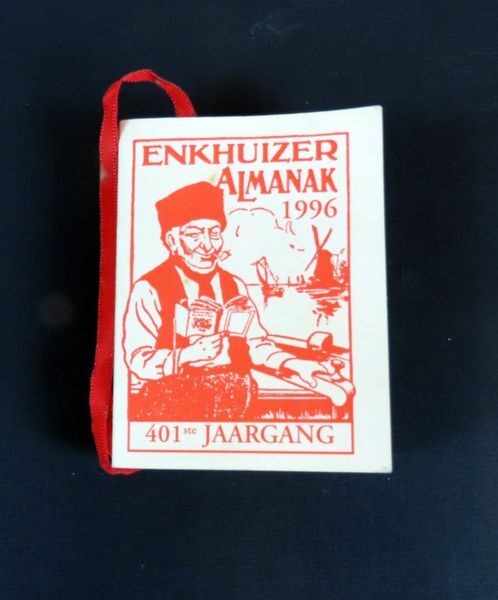 ENKHUIZER
ALMANAK
1996
401ste JAARGANG